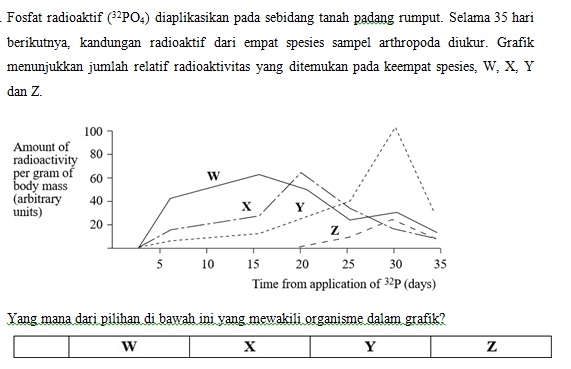 . Fosfat radioaktif (³²PO₄) diaplikasikan pada sebidang tanah padang rumput. Selama 35 hari
berikutnya, kandungan radioaktif dari empat spesies sampel arthropoda diukur. Grafik
menunjukkan jumlah relatif radioaktivitas yang ditemukan pada keempat spesies, W, X, Y
dan Z.
Amount of
radioactivity
per gram of
body mass
(arbitrary
units)
100
80
60
40
20
W
X
Y
Z
5 10 15 20 25 30 35
Time from application of ³²P (days)
Yang mana dari pilihan di bawah ini yang mewakili organisme dalam grafik?
W X Y Z